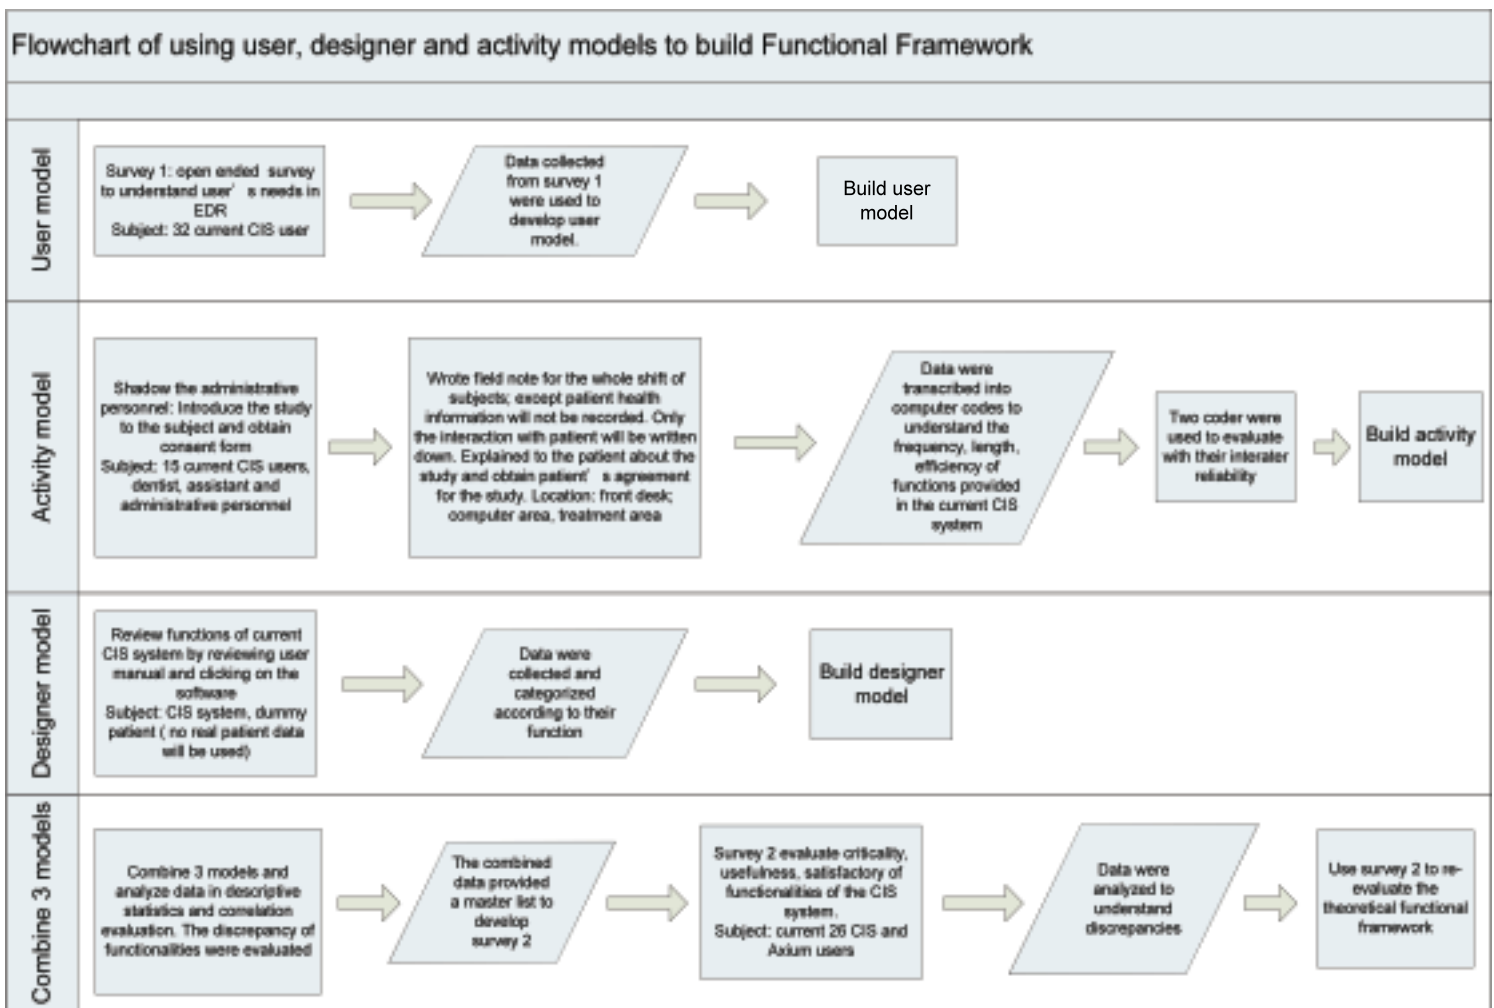 Flowchart of using user, designer and activity models to build Functional Framework
User model
Survey 1: open ended survey
to understand user’ s needs in
EDR
Subject: 32 current CIS user
Data collected
from survey 1
were used to
develop user
model.
Build user
model
Activity model
Shadow the administrative
personnel: Introduce the study
to the subject and obtain
consent form
Subject: 15 current CIS users,
dentist, assistant and
administrative personnel
Wrote field note for the whole shift of
subjects; except patient health
information will not be recorded. Only
the interaction with patient will be written
down. Explained to the patient about the
study and obtain patient’ s agreement
for the study. Location: front desk;
computer area, treatment area
Data were
transcribed into
computer codes to
understand the
frequency, length,
efficiency of
functions provided
in the current CIS
system
Two coder were
used to evaluate
with their interater
reliability
Build activity
model
Designer model
Review functions of current
CIS system by reviewing user
manual and clicking on the
software
Subject: CIS system, dummy
patient ( no real patient data
will be used)
Data were
collected and
categorized
according to their
function
Build designer
model
Combine 3 models
Combine 3 models and
analyze data in descriptive
statistics and correlation
evaluation. The discrepancy of
functionalities were evaluated
The combined
data provided
a master list to
develop
survey 2
Survey 2 evaluate criticality,
usefulness, satisfactory of
functionalities of the CIS
system.
Subject: current 26 CIS and
Axium users
Data were
analyzed to
understand
discrepancies
Use survey 2 to re-
evaluate the
theoretical functional
framework